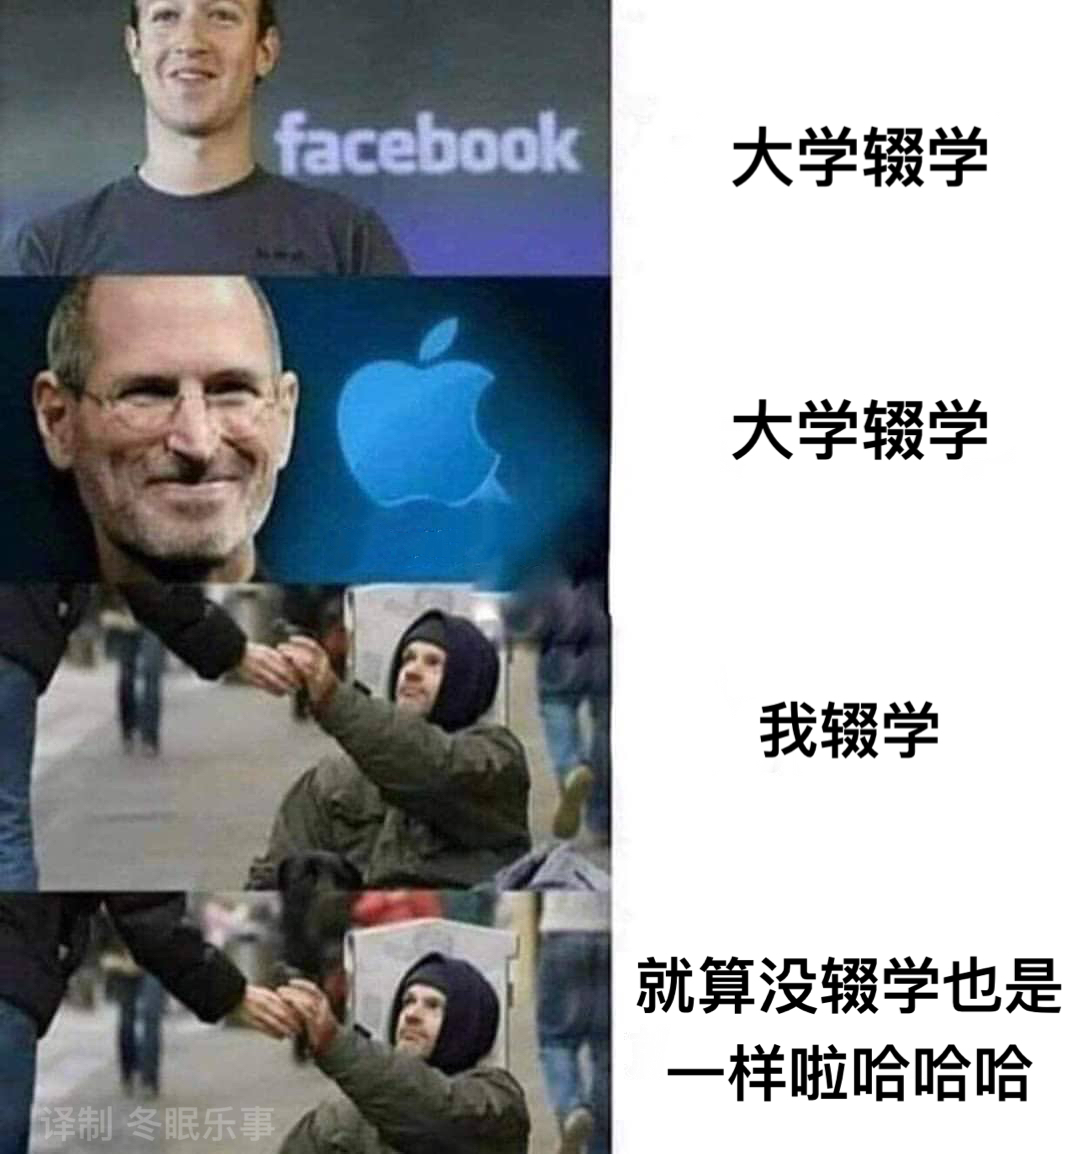 facebook
大学辍学
大学辍学
我辍学
就算没辍学也是
一样啦哈哈哈
译制 冬眠乐事